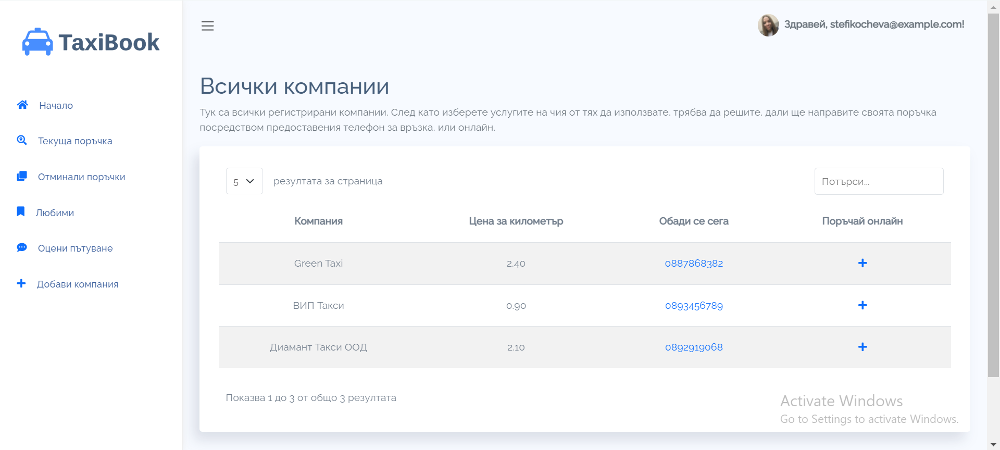 TaxiBook
Здравей, stefikocheva@example.com!
Начало
Текуща поръчка
Отминали поръчки
Любими
Оцени пътуване
Добави компания
Всички компании
Тук са всички регистрирани компании. След като изберете услугите на чия от тях да използвате, трябва да решите, дали ще направите своята поръчка
посредством предоставения телефон за връзка, или онлайн.
5 резултата за страница
Потърси...
Компания Цена за километър Обади се сега Поръчай онлайн
Green Taxi 2.40 0887868382 +
ВИП Такси 0.90 0893456789 +
Диамант Такси ООД 2.10 0892919068 +
Показва 1 до 3 от общо 3 резултата
Activate Windows
Go to Settings to activate Windows.